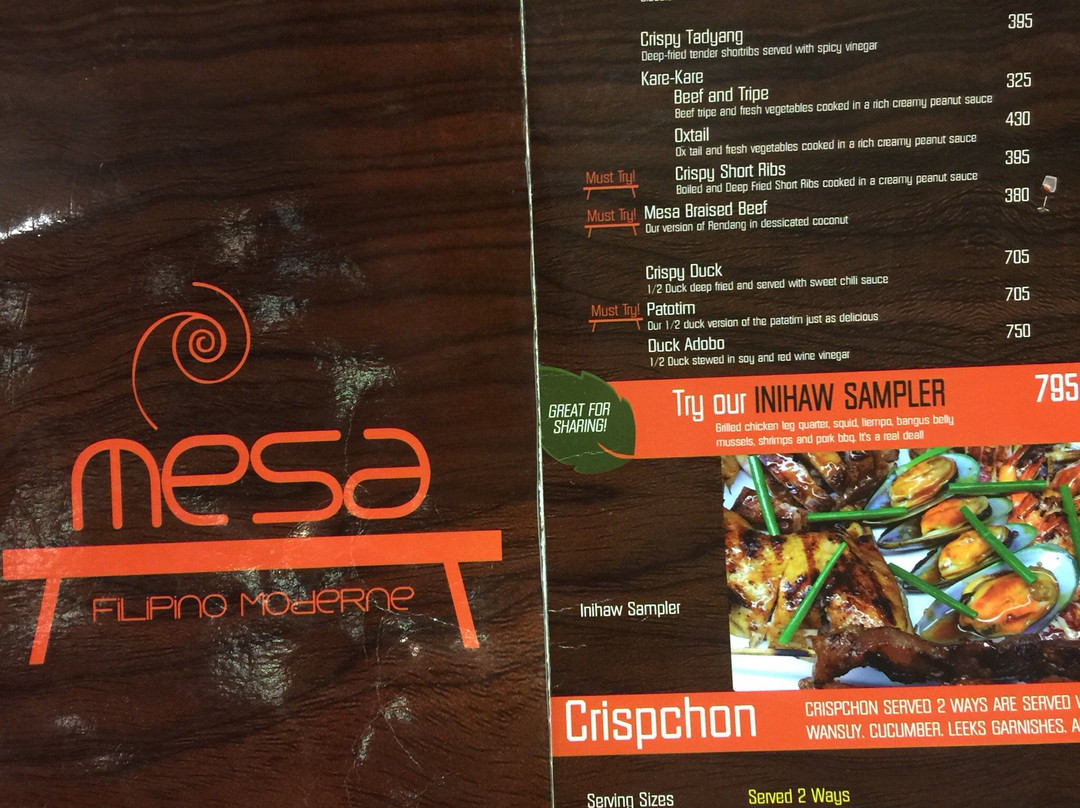 mesa
FILIPINO MODERNE
395
Crispy Tadyang
Deep-fried tender shortribs served with spicy vinegar
Kare-Kare
325
Beef and Tripe
Beef tripe and fresh vegetables cooked in a rich creamy peanut sauce
430
Oxtail
Ox tail and fresh vegetables cooked in a rich creamy peanut sauce
395
Must Try! Crispy Short Ribs
Boiled and Deep Fried Short Ribs cooked in a creamy peanut sauce
380
Must Try! Mesa Braised Beef
Our version of Rendang in dessicated coconut
705
Crispy Duck
1/2 Duck deep fried and served with sweet chili sauce
705
Must Try! Patotim
Our 1/2 duck version of the patatim just as delicious
750
Duck Adobo
1/2 Duck stewed in soy and red wine vinegar
GREAT FOR
SHARING!
Try our INIHAW SAMPLER 795
Grilled chicken leg quarter, squid, liempo, bangus belly
mussels, shrimps and pork bbq. It's a real deal!
Inihaw Sampler
Crispchon
CRISPCHON SERVED 2 WAYS ARE SERVED
WANSUY, CUCUMBER, LEEKS GARNISHES,
Serving Sizes Served 2 Ways